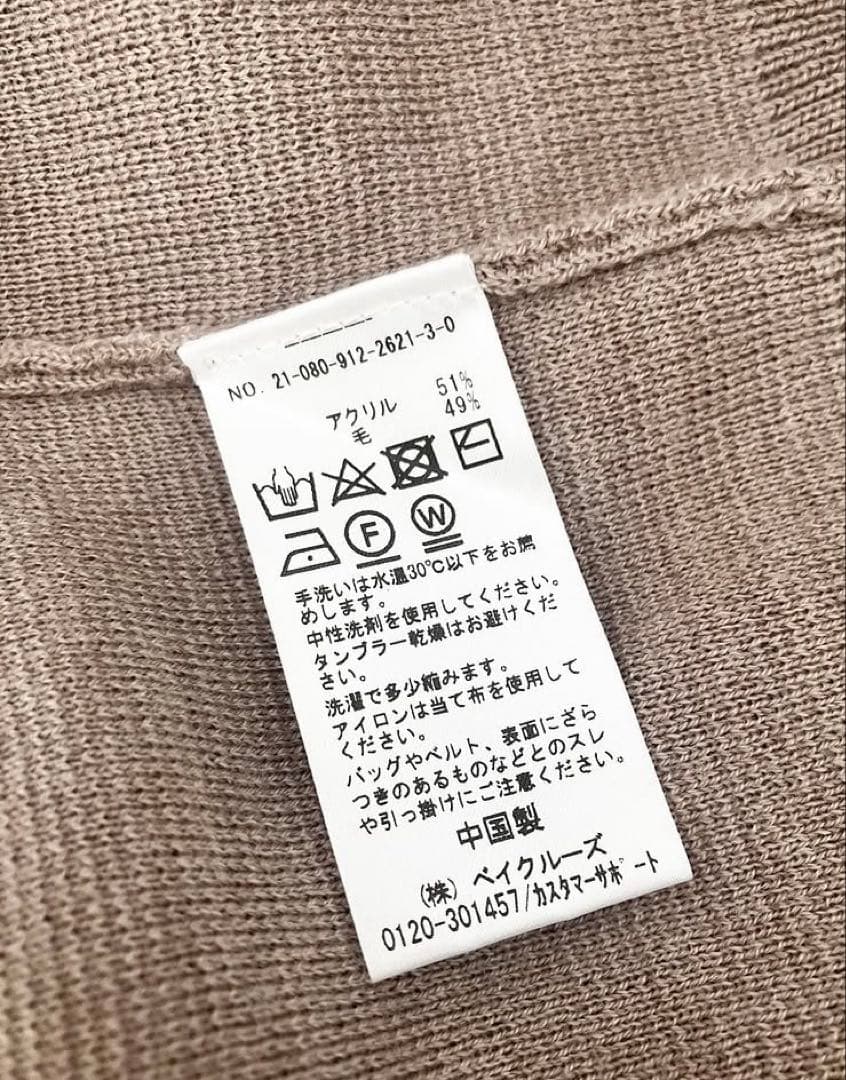 NO. 21-080-912-2621-3-0
アクリル 51%
毛 49%
F W
手洗いは水温30℃以下をお薦
めします。
中性洗剤を使用してください。
タンブラー乾燥はお避けくだ
さい。
洗濯で多少縮みます。
アイロンは当て布を使用して
ください。
バッグやベルト、表面にざら
つきのあるものなどとのスレ
や引っ掛けにご注意ください。
中国製
(株) ベイクルーズ
0120-301457/カスタマーサポート